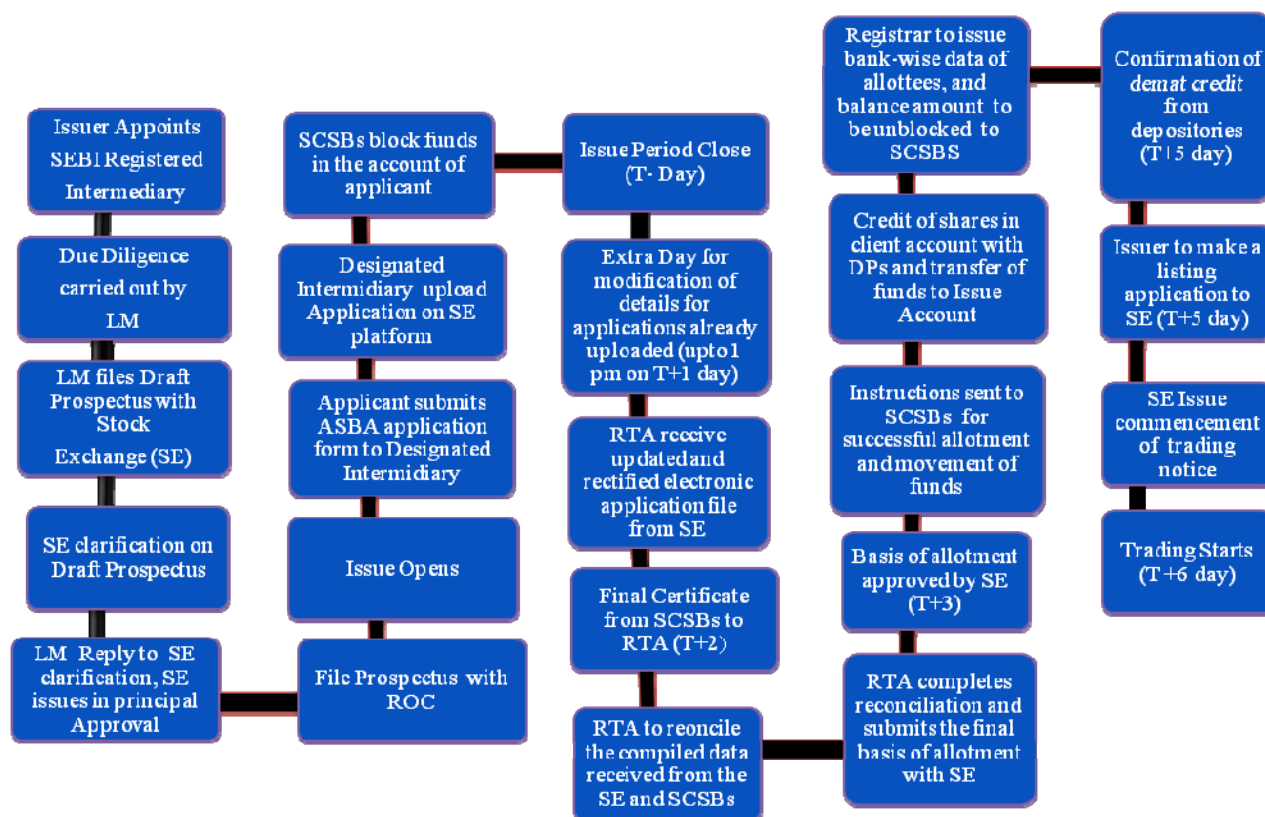 Issuer Appoints
SEBI Registered
Intermediary
Due Diligence
carried out by
LM
LM files Draft
Prospectus with
Stock
Exchange (SE)
SE clarification on
Draft Prospectus
LM Reply to SE
clarification, SE
issues in principal
Approval
File Prospectus with
ROC
Issue Opens
Applicant submits
ASBA application
form to Designated
Intermidiary
Designated
Intermidiary upload
Application on SE
platform
SCSBs block funds
in the account of
applicant
Issue Period Close
(T- Day)
Extra Day for
modification of
details for
applications already
uploaded (upto 1
pm on T+1 day)
RTA receive
updated and
rectified electronic
application file
from SE
Final Certificate
from SCSBs to
RTA (T+2)
RTA to reconcile
the compiled data
received from the
SE and SCSBs
RTA completes
reconciliation and
submits the final
basis of allotment
with SE
Basis of allotment
approved by SE
(T+3)
Instructions sent to
SCSBs for
successful allotment
and movement of
funds
Credit of shares in
client account with
DPs and transfer of
funds to Issue
Account
Registrar to issue
bank-wise data of
allottees, and
balance amount to
beunblocked to
SCSBS
Confirmation of
demat credit
from
depositories
(T+5 day)
Issuer to make a
listing
application to
SE (T+5 day)
SE Issue
commencement
of trading
notice
Trading Starts
(T+6 day)